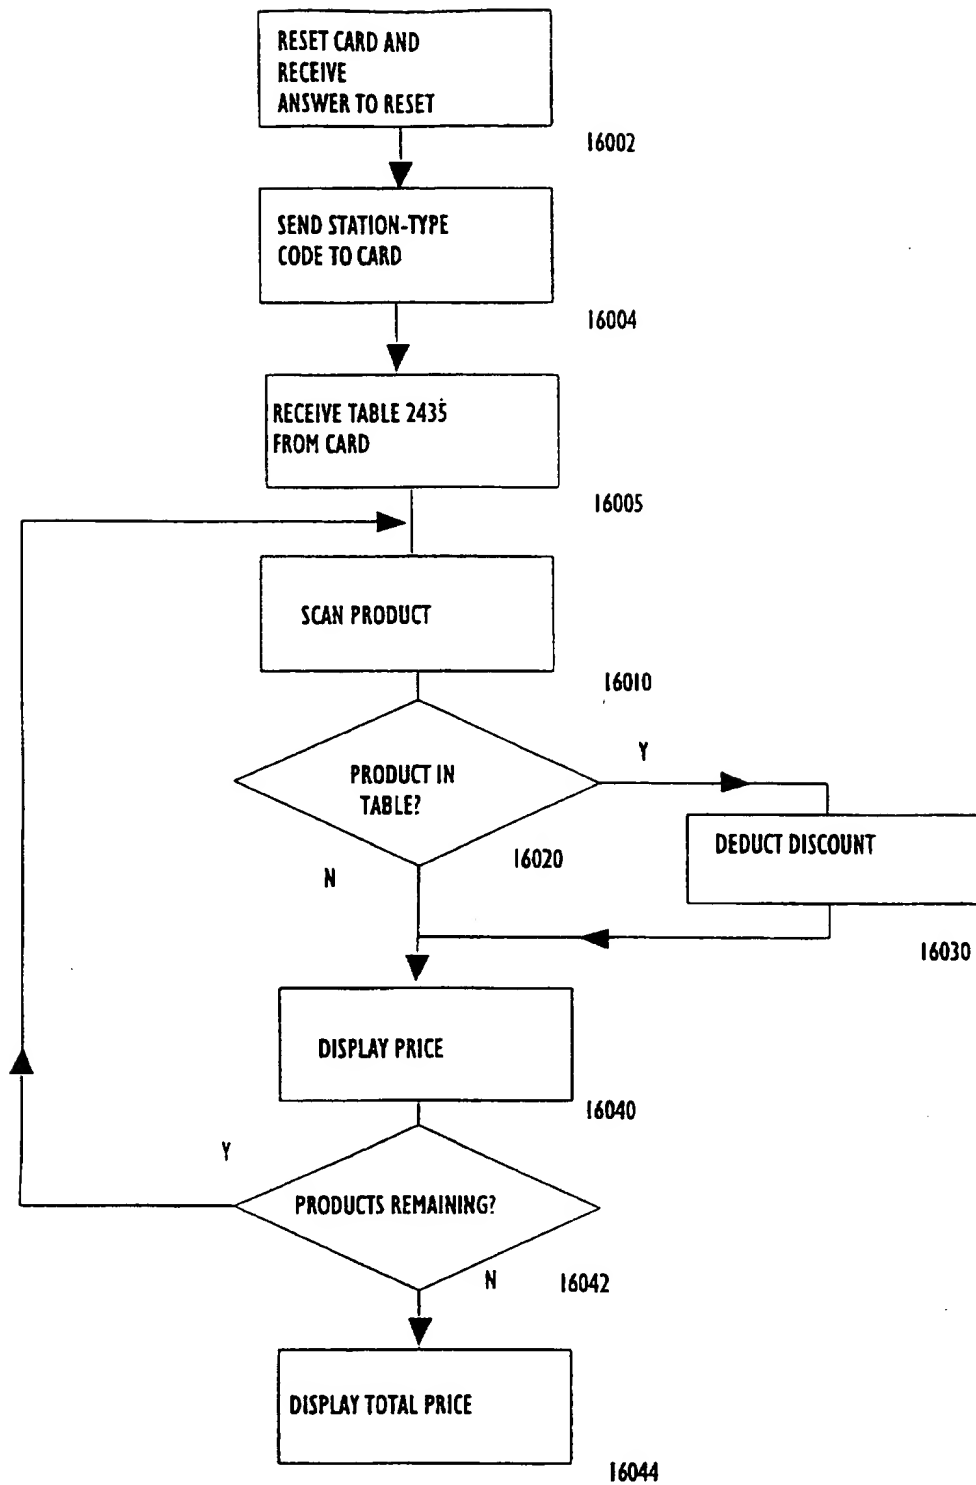 RESET CARD AND
RECEIVE
ANSWER TO RESET
16002
SEND STATION-TYPE
CODE TO CARD
16004
RECEIVE TABLE 2435
FROM CARD
16005
SCAN PRODUCT
16010
PRODUCT IN
TABLE?
Y
16020
N
DEDUCT DISCOUNT
16030
DISPLAY PRICE
16040
Y
PRODUCTS REMAINING?
N
16042
DISPLAY TOTAL PRICE
16044